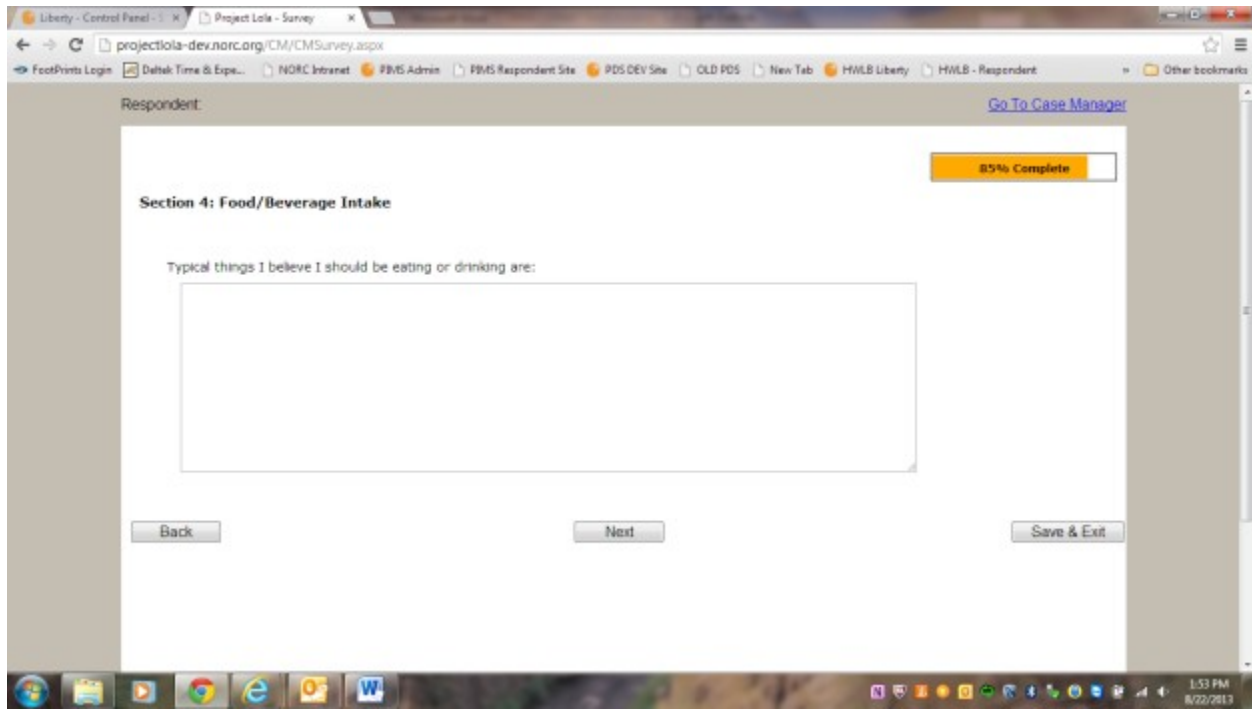 Liberty - Control Panel - S
Project Lola - Survey
projectlola-dev.norc.org/CM/CMSurvey.aspx
FootPrints Login
Deltek Time & Expe...
NORC Intranet
PIMS Admin
PIMS Respondent Site
PDS DEV Site
OLD PDS
New Tab
HWLB Liberty
HWLB - Respondent
»
Other bookmarks
Respondent:
Go To Case Manager
85% Complete
Section 4: Food/Beverage Intake
Typical things I believe I should be eating or drinking are:
Back
Next
Save & Exit
1:53 PM
8/22/2013